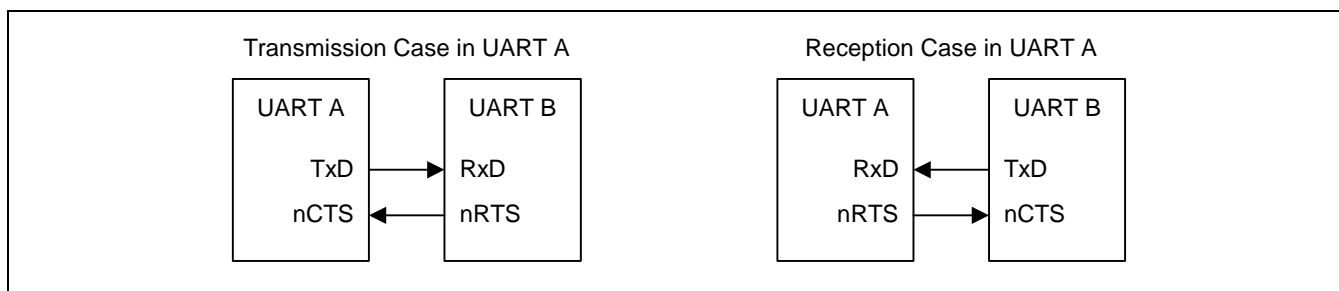 Transmission Case in UART A
UART A
UART B
TxD
RxD
nCTS
nRTS
Reception Case in UART A
UART A
UART B
RxD
TxD
nRTS
nCTS